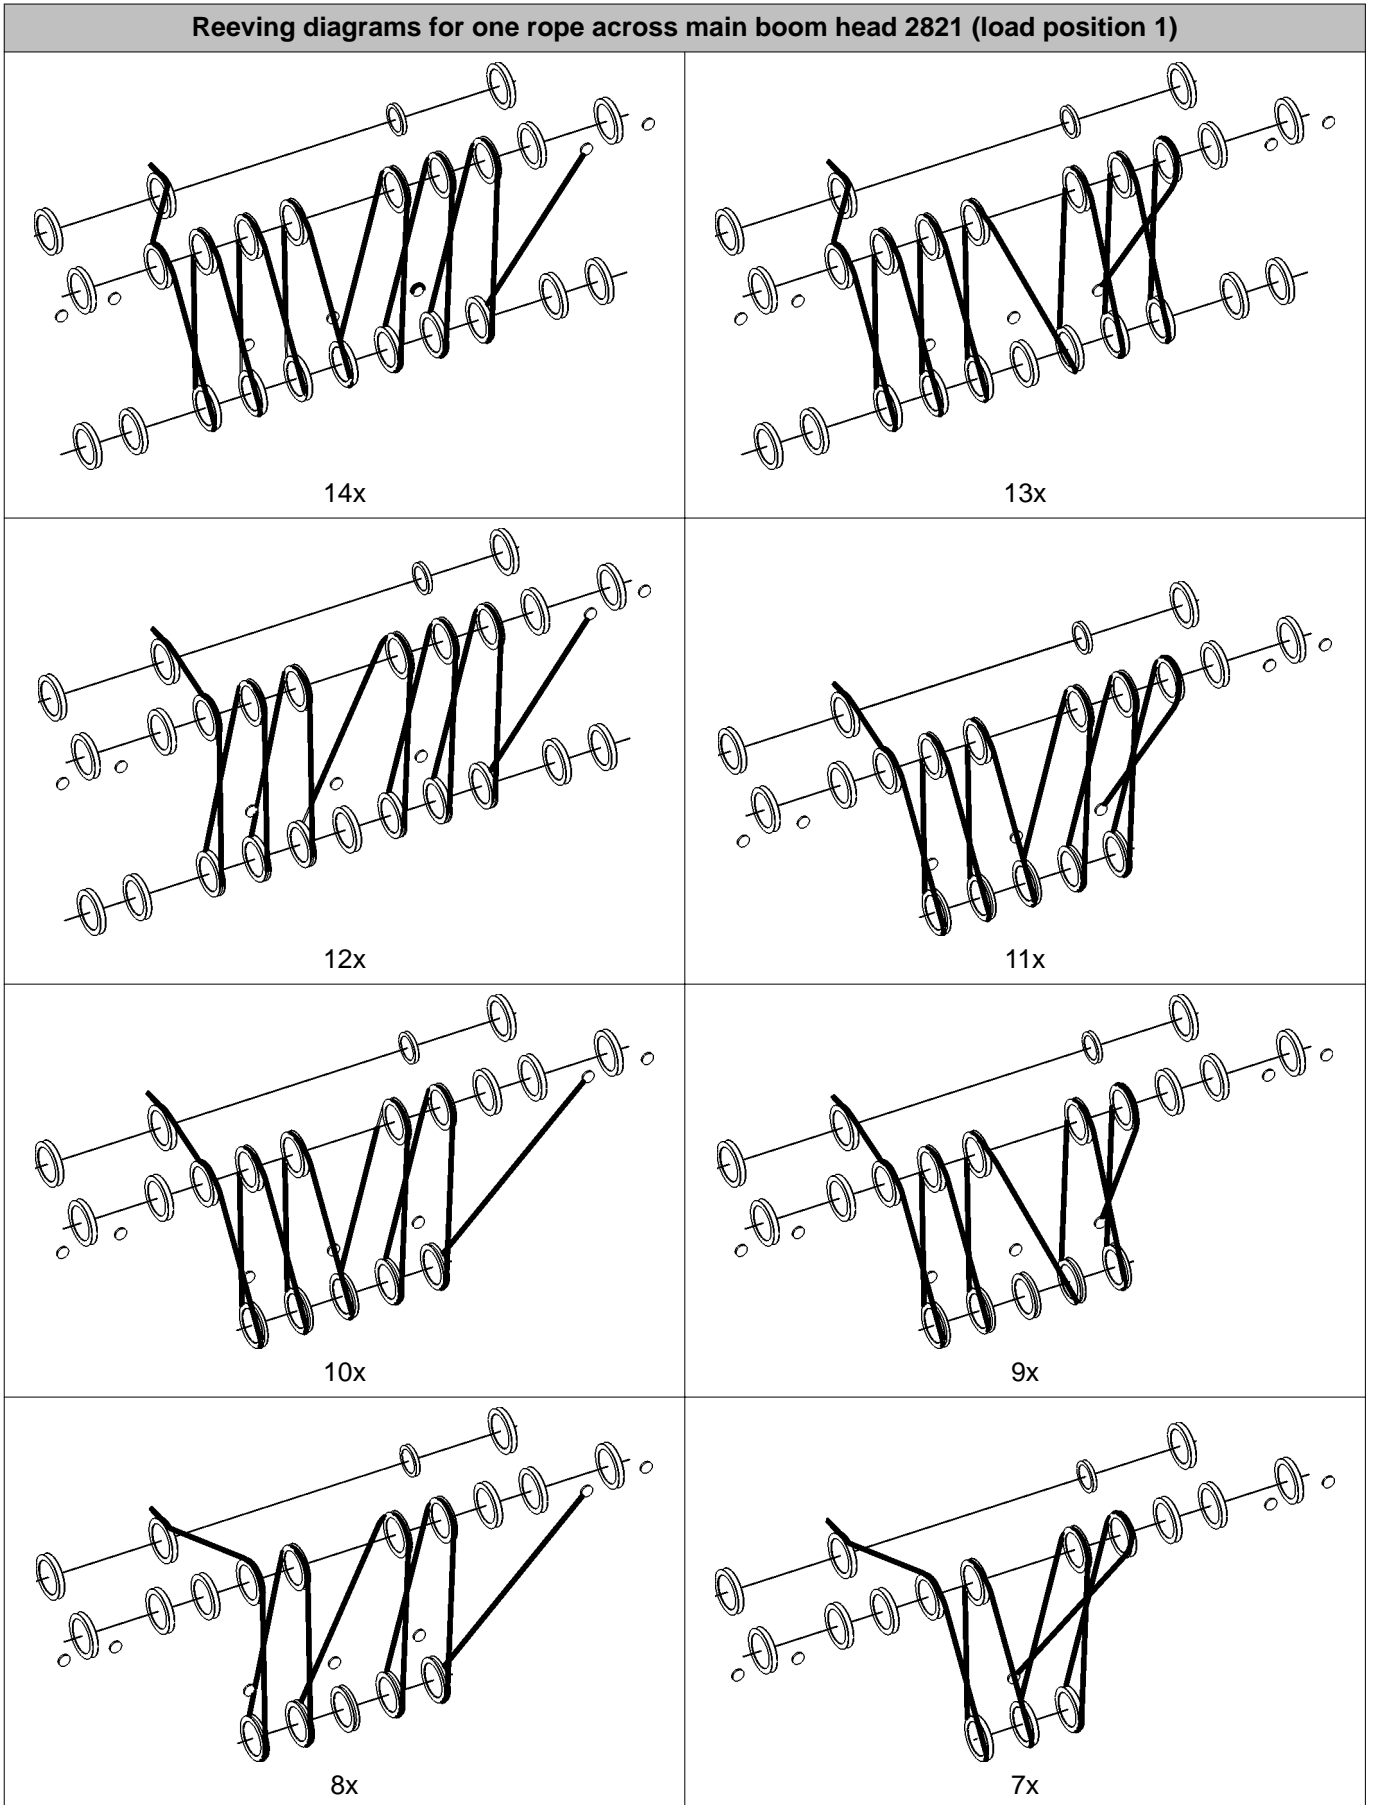 Reeving diagrams for one rope across main boom head 2821 (load position 1)
14x
13x
12x
11x
10x
9x
8x
7x